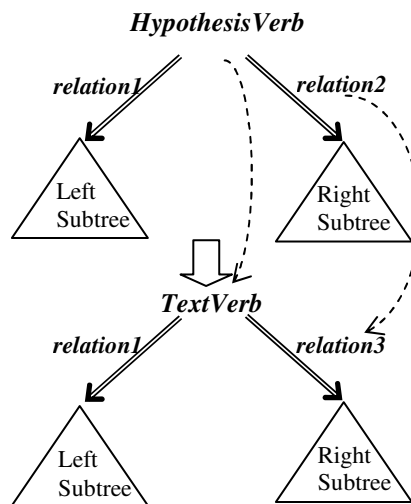 HypothesisVerb
relation1 relation2
Left
Subtree
Right
Subtree
TextVerb
relation1 relation3
Left
Subtree
Right
Subtree